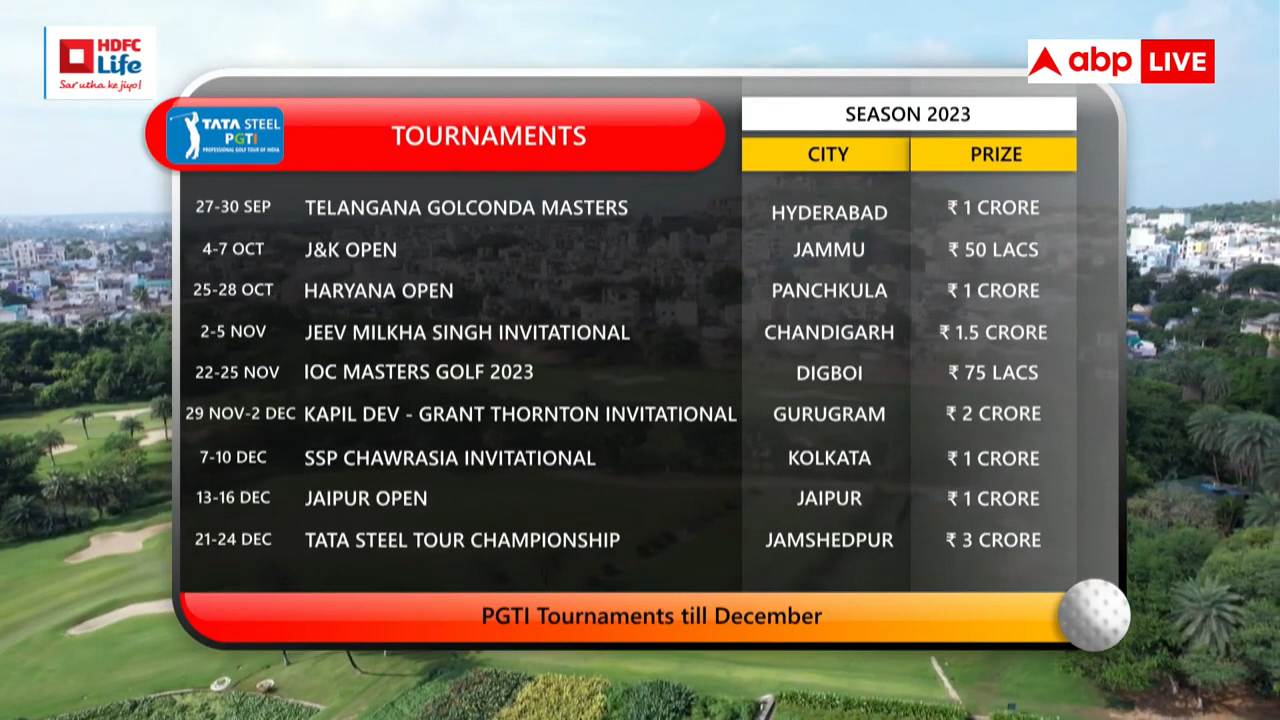 HDFC
Life
Sar utha ke jiyo!
abp LIVE
TATA STEEL
PGTI
PROFESSIONAL GOLF TOUR OF INDIA
TOURNAMENTS
SEASON 2023
CITY PRIZE
27-30 SEP TELANGANA GOLCONDA MASTERS HYDERABAD ₹ 1 CRORE
4-7 OCT J&K OPEN JAMMU ₹ 50 LACS
25-28 OCT HARYANA OPEN PANCHKULA ₹ 1 CRORE
2-5 NOV JEEV MILKHA SINGH INVITATIONAL CHANDIGARH ₹ 1.5 CRORE
22-25 NOV IOC MASTERS GOLF 2023 DIGBOI ₹ 75 LACS
29 NOV-2 DEC KAPIL DEV - GRANT THORNTON INVITATIONAL GURUGRAM ₹ 2 CRORE
7-10 DEC SSP CHAWRASIA INVITATIONAL KOLKATA ₹ 1 CRORE
13-16 DEC JAIPUR OPEN JAIPUR ₹ 1 CRORE
21-24 DEC TATA STEEL TOUR CHAMPIONSHIP JAMSHEDPUR ₹ 3 CRORE
PGTI Tournaments till December